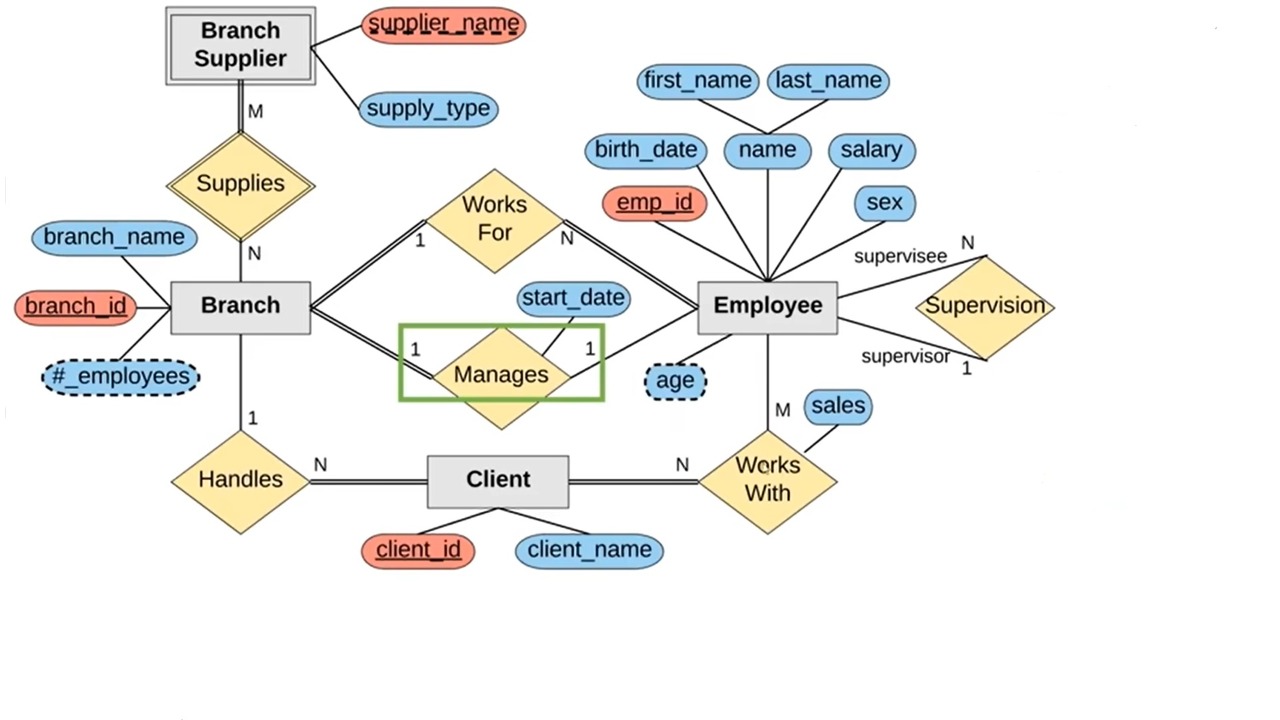 Branch
Supplier
supplier_name
supply_type
M
Supplies
N
first_name
last_name
birth_date
name
salary
emp_id
sex
Works
For
1
N
branch_name
branch_id
#_employees
Branch
start_date
Employee
supervisee
N
Supervision
supervisor
1
1
Manages
1
age
M
sales
1
Handles
N
Client
N
Works
With
client_id
client_name